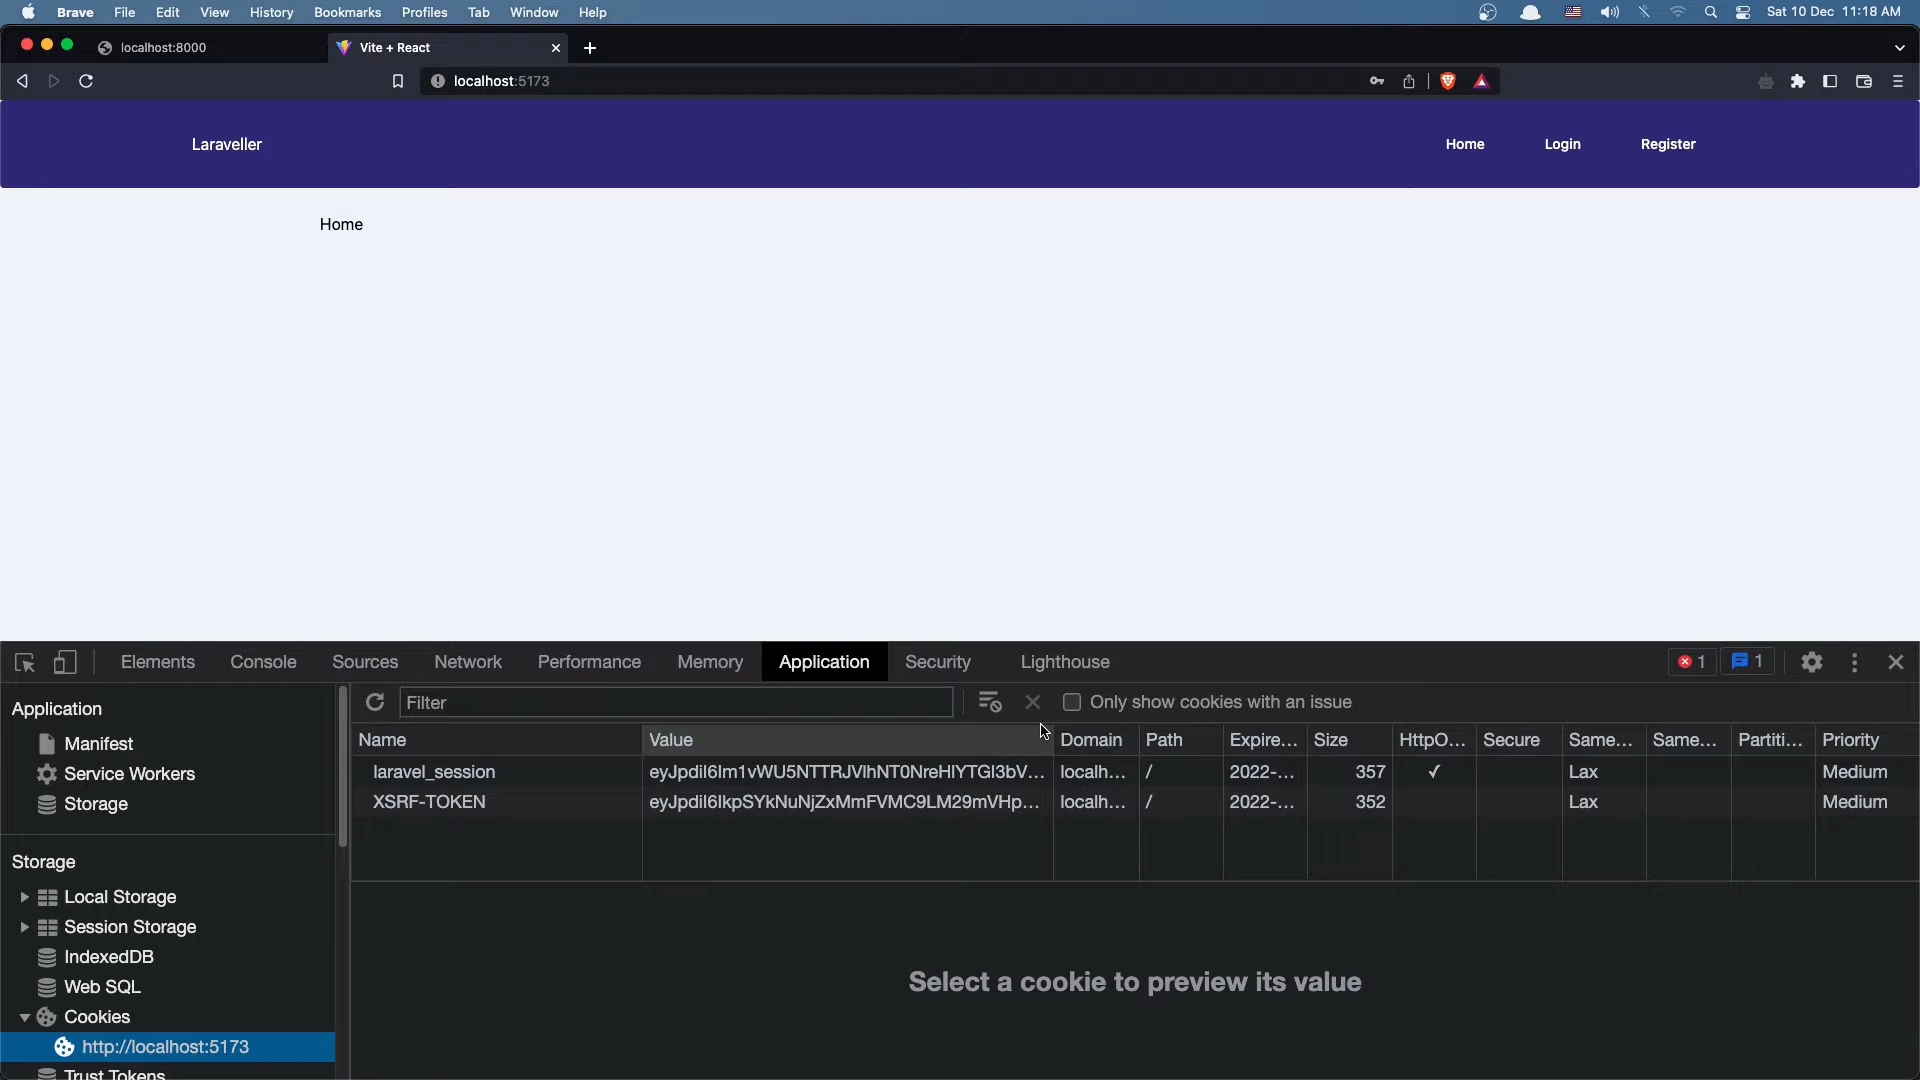 Brave File Edit View History Bookmarks Profiles Tab Window Help Sat 10 Dec 11:18 AM
localhost:8000 Vite + React
localhost:5173
Laraveller Home Login Register
Home
Elements Console Sources Network Performance Memory Application Security Lighthouse 1 1
Application Filter Only show cookies with an issue
Name Value Domain Path Expire... Size HttpO... Secure Same... Same... Partiti... Priority
Manifest
laravel_session localh... / 2022-... 357 ✓ Lax Medium
Service Workers
XSRF-TOKEN localh... / 2022-... 352 Lax Medium
Storage
Storage
Local Storage
Session Storage
IndexedDB
Web SQL
Select a cookie to preview its value
Cookies
http://localhost:5173
Trust Tokens